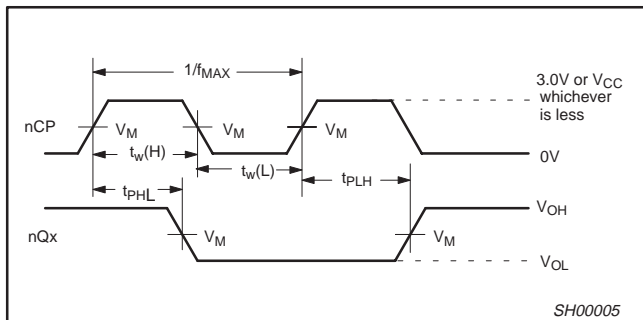 1/fMAX
3.0V or VCC
whichever
is less
nCP
VM
VM
VM
tw(H)
tw(L)
0V
tPHL
tPLH
VOH
nQx
VM
VM
VOL
SH00005